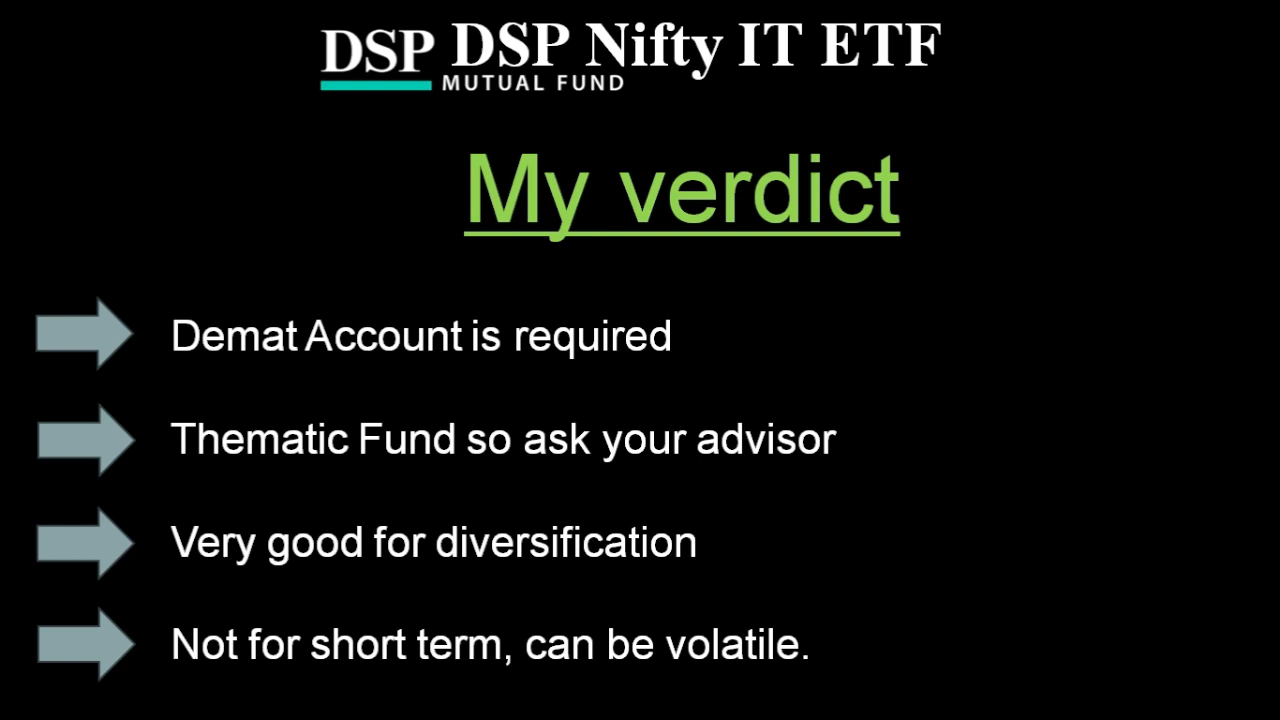 DSP DSP Nifty IT ETF
MUTUAL FUND
My verdict
Demat Account is required
Thematic Fund so ask your advisor
Very good for diversification
Not for short term, can be volatile.